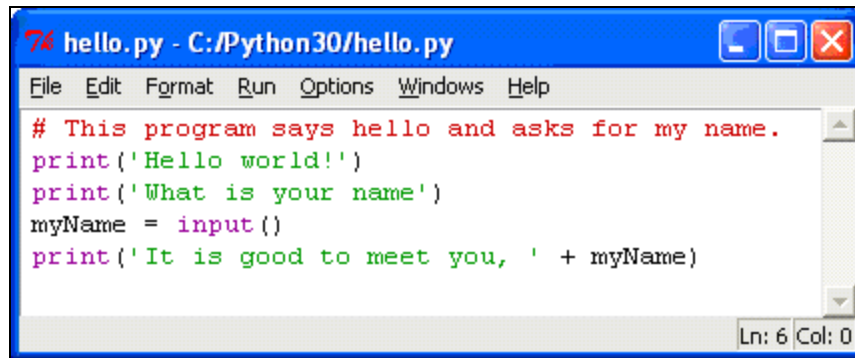 7% hello.py - C:/Python30/hello.py
File Edit Format Run Options Windows Help
# This program says hello and asks for my name.
print('Hello world!')
print('What is your name')
myName = input()
print('It is good to meet you, ' + myName)
Ln: 6 Col: 0